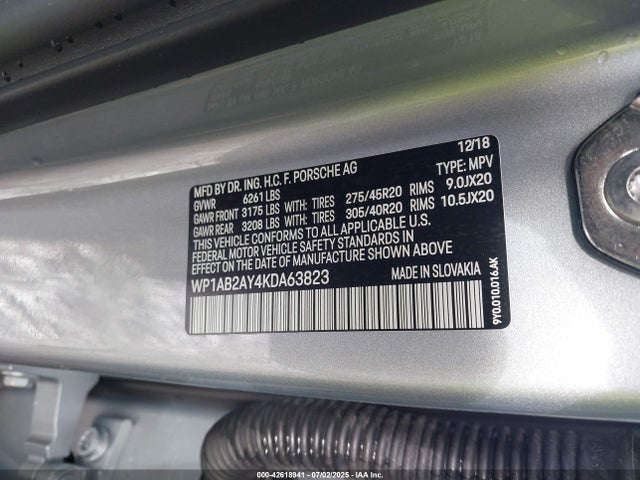 12/18
MFD BY DR. ING. H.C. F. PORSCHE AG
GVWR 6261 LBS TYPE: MPV
GAWR FRONT 3175 LBS WITH: TIRES 275/45R20 RIMS 9.0JX20
GAWR REAR 3208 LBS WITH: TIRES 305/40R20 RIMS 10.5JX20
THIS VEHICLE CONFORMS TO ALL APPLICABLE U.S.
FEDERAL MOTOR VEHICLE SAFETY STANDARDS IN
EFFECT ON THE DATE OF MANUFACTURE SHOWN ABOVE
WP1AB2AY4KDA63823 MADE IN SLOVAKIA
9Y0.010.016.AK
000-42618941 - 07/02/2025 - IAA Inc.